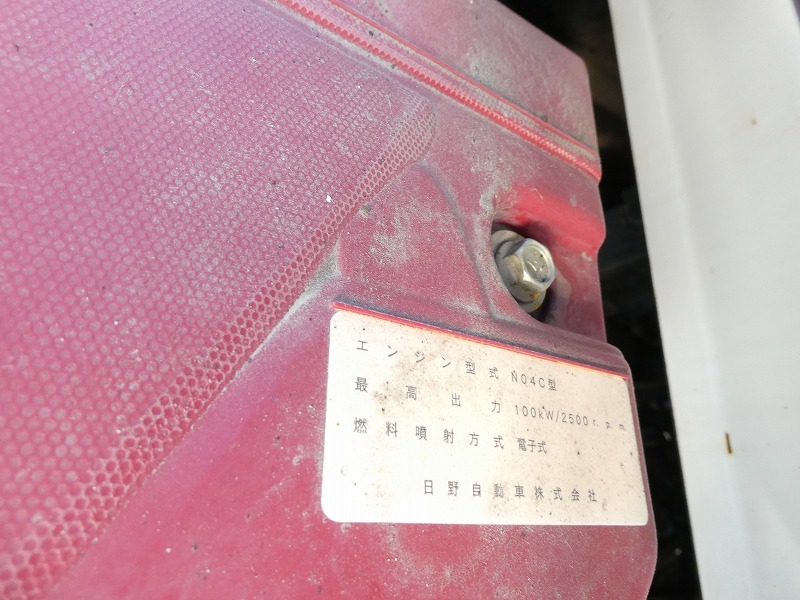 エンジン型式 N04C型
最高出力 100kW/2500r.p.m.
燃料噴射方式 電子式
日野自動車株式会社